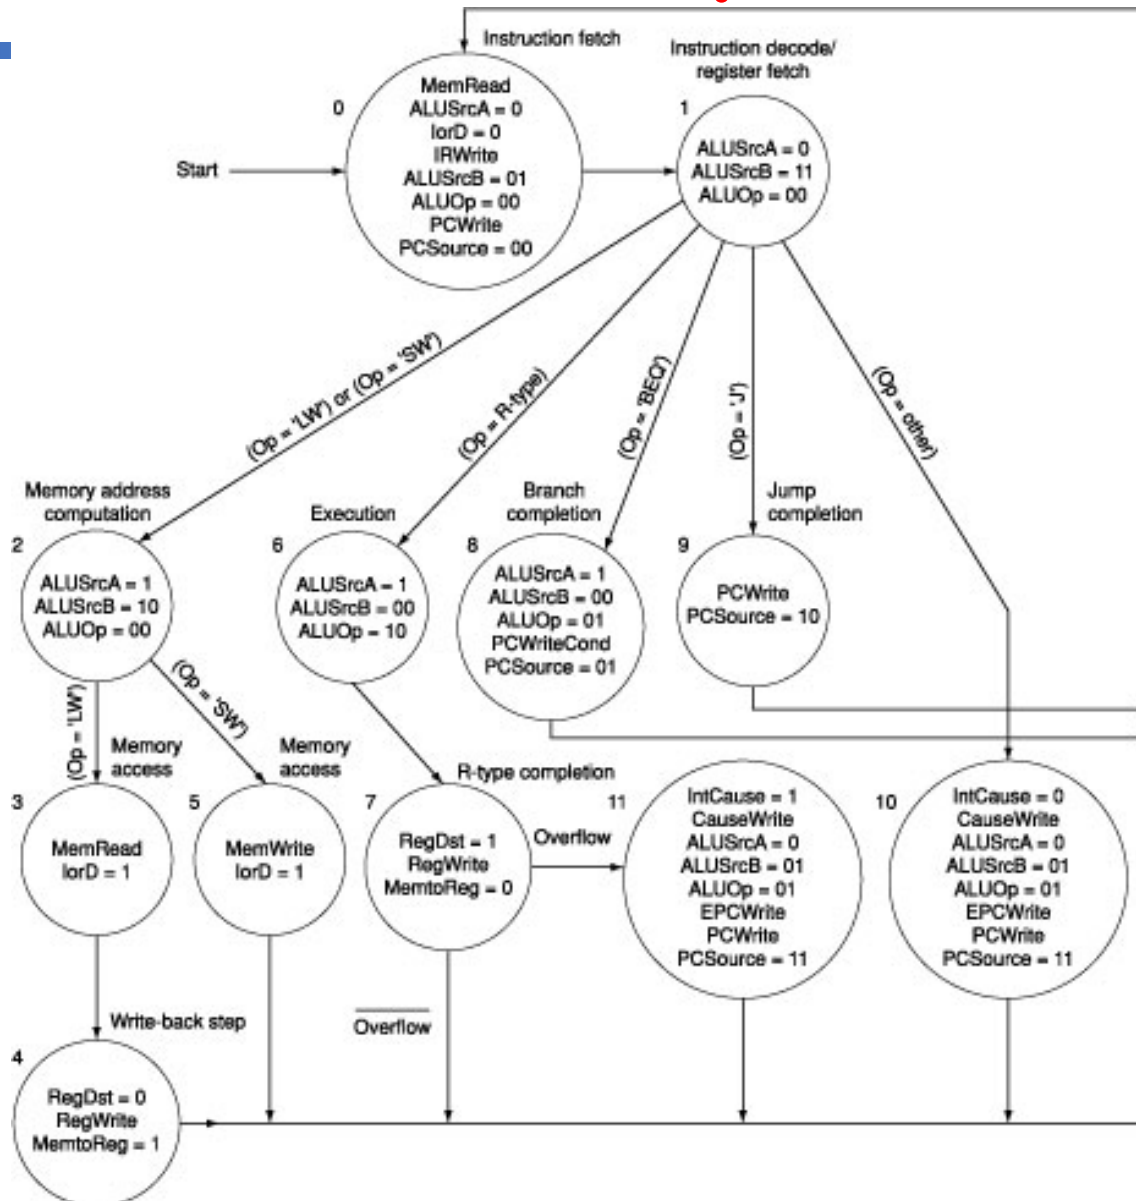 Instruction fetch
Instruction decode/
register fetch
0
MemRead
ALUSrcA = 0
IorD = 0
IRWrite
ALUSrcB = 01
ALUOp = 00
PCWrite
PCSource = 00
1
ALUSrcA = 0
ALUSrcB = 11
ALUOp = 00
Start
(Op = 'LW') or (Op = 'SW')
(Op = R-type)
(Op = 'BEQ')
(Op = 'J')
(Op = other)
Memory address
computation
2
ALUSrcA = 1
ALUSrcB = 10
ALUOp = 00
Execution
6
ALUSrcA = 1
ALUSrcB = 00
ALUOp = 10
Branch
completion
8
ALUSrcA = 1
ALUSrcB = 00
ALUOp = 01
PCWriteCond
PCSource = 01
Jump
completion
9
PCWrite
PCSource = 10
(Op = 'LW')
(Op = 'SW')
Memory
access
3
MemRead
IorD = 1
Memory
access
5
MemWrite
IorD = 1
R-type completion
7
RegDst = 1
RegWrite
MemtoReg = 0
Overflow
11
IntCause = 1
CauseWrite
ALUSrcA = 0
ALUSrcB = 01
ALUOp = 01
EPCWrite
PCWrite
PCSource = 11
10
IntCause = 0
CauseWrite
ALUSrcA = 0
ALUSrcB = 01
ALUOp = 01
EPCWrite
PCWrite
PCSource = 11
Overflow
Write-back step
4
RegDst = 0
RegWrite
MemtoReg = 1